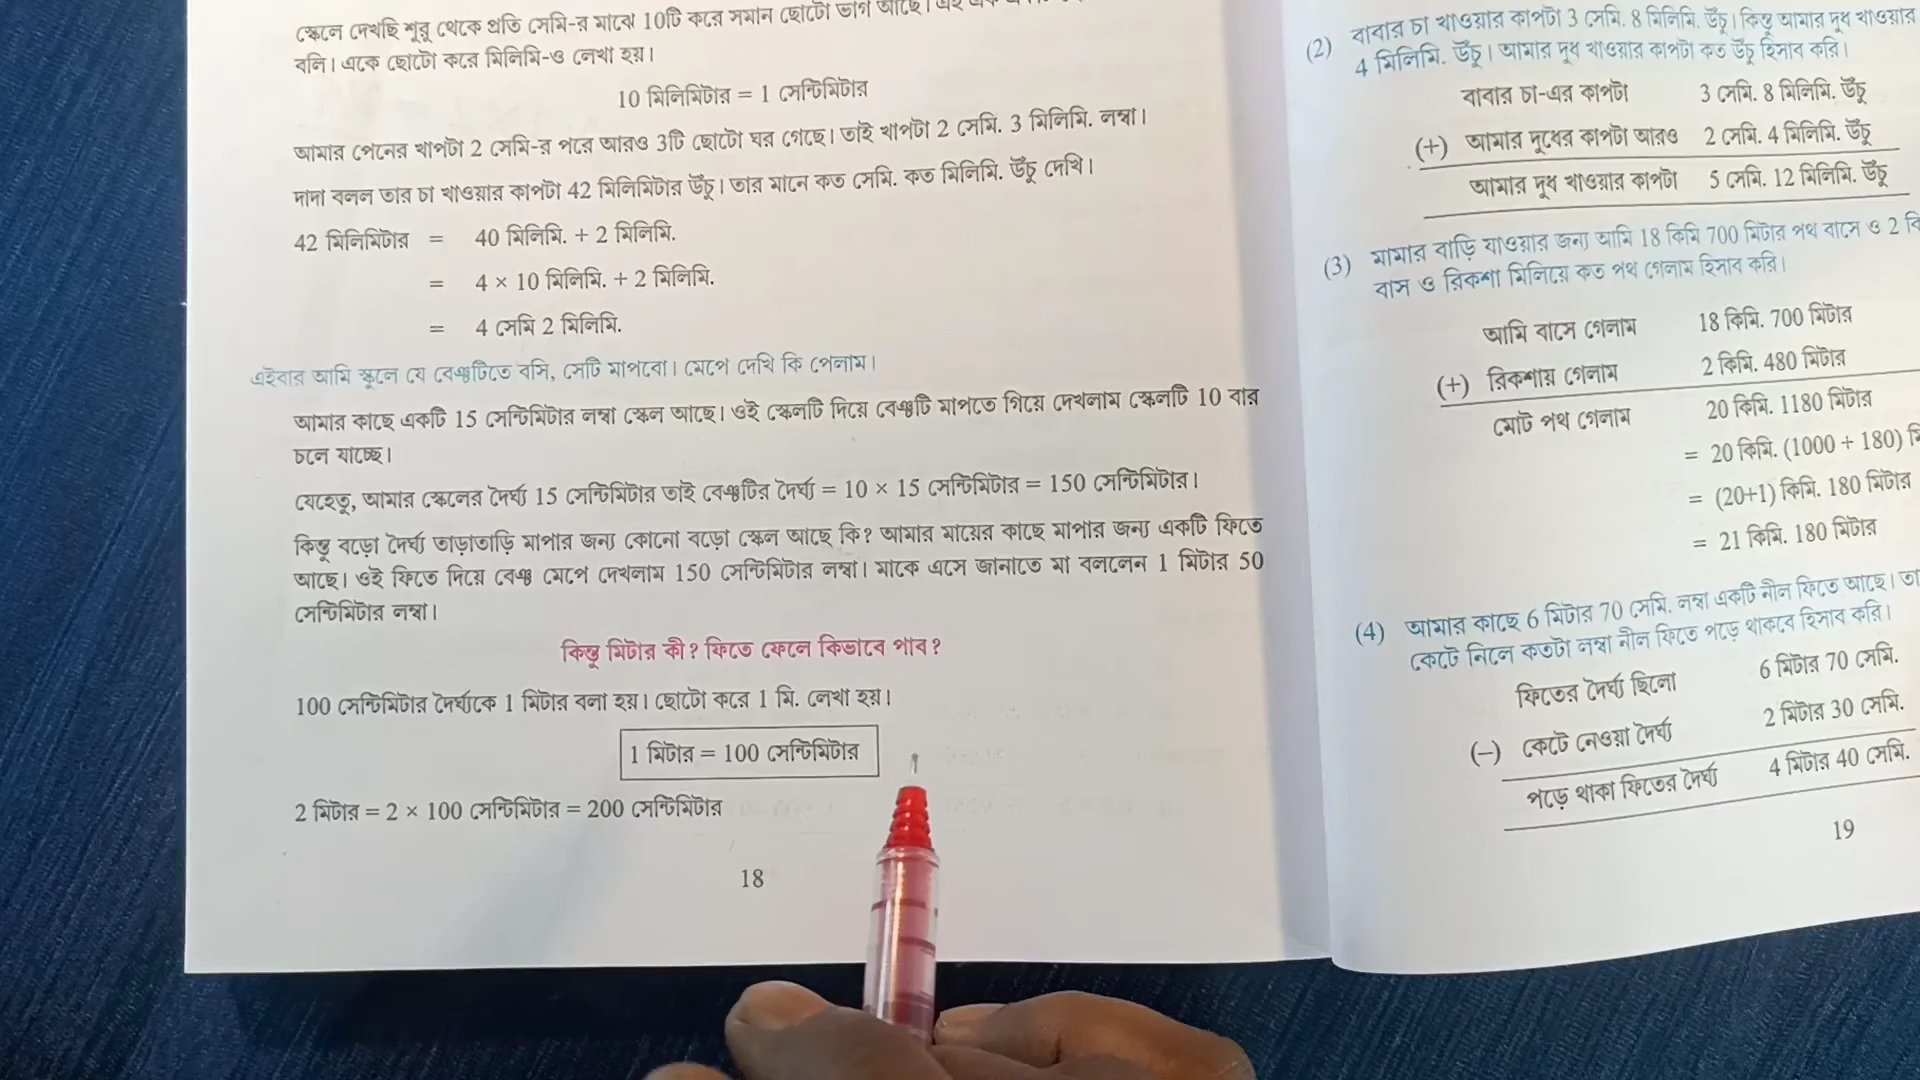 স্কেলে দেখছি শুরু থেকে প্রতি সেমি-র মাঝে 10টি করে সমান ছোটো ভাগ আছে। এই এক
বলি। একে ছোটো করে মিলিমি-ও লেখা হয়।
10 মিলিমিটার = 1 সেন্টিমিটার
আমার পেনের খাপটা 2 সেমি-র পরে আরও 3টি ছোটো ঘর গেছে। তাই খাপটা 2 সেমি. 3 মিলিমি. লম্বা।
দাদা বলল তার চা খাওয়ার কাপটা 42 মিলিমিটার উঁচু। তার মানে কত সেমি. কত মিলিমি. উঁচু দেখি।
42 মিলিমিটার = 40 মিলিমি. + 2 মিলিমি.
= 4 × 10 মিলিমি. + 2 মিলিমি.
= 4 সেমি 2 মিলিমি.
এইবার আমি স্কুলে যে বেঞ্চটিতে বসি, সেটি মাপবো। মেপে দেখি কি পেলাম।
আমার কাছে একটি 15 সেন্টিমিটার লম্বা স্কেল আছে। ওই স্কেলটি দিয়ে বেঞ্চটি মাপতে গিয়ে দেখলাম স্কেলটি 10 বার
চলে যাচ্ছে।
যেহেতু, আমার স্কেলের দৈর্ঘ্য 15 সেন্টিমিটার তাই বেঞ্চটির দৈর্ঘ্য = 10 × 15 সেন্টিমিটার = 150 সেন্টিমিটার।
কিন্তু বড়ো দৈর্ঘ্য তাড়াতাড়ি মাপার জন্য কোনো বড়ো স্কেল আছে কি? আমার মায়ের কাছে মাপার জন্য একটি ফিতে
আছে। ওই ফিতে দিয়ে বেঞ্চ মেপে দেখলাম 150 সেন্টিমিটার লম্বা। মাকে এসে জানাতে মা বললেন 1 মিটার 50
সেন্টিমিটার লম্বা।
কিন্তু মিটার কী? ফিতে ফেলে কিভাবে পাব?
100 সেন্টিমিটার দৈর্ঘ্যকে 1 মিটার বলা হয়। ছোটো করে 1 মি. লেখা হয়।
1 মিটার = 100 সেন্টিমিটার
2 মিটার = 2 × 100 সেন্টিমিটার = 200 সেন্টিমিটার
18
(2) বাবার চা খাওয়ার কাপটা 3 সেমি. 8 মিলিমি. উঁচু। কিন্তু আমার দুধ খাওয়ার
4 মিলিমি. উঁচু। আমার দুধ খাওয়ার কাপটা কত উঁচু হিসাব করি।
বাবার চা-এর কাপটা 3 সেমি. 8 মিলিমি. উঁচু
(+) আমার দুধের কাপটা আরও 2 সেমি. 4 মিলিমি. উঁচু
আমার দুধ খাওয়ার কাপটা 5 সেমি. 12 মিলিমি. উঁচু
(3) মামার বাড়ি যাওয়ার জন্য আমি 18 কিমি 700 মিটার পথ বাসে ও 2 কি
বাস ও রিকশা মিলিয়ে কত পথ গেলাম হিসাব করি।
আমি বাসে গেলাম 18 কিমি. 700 মিটার
(+) রিকশায় গেলাম 2 কিমি. 480 মিটার
মোট পথ গেলাম 20 কিমি. 1180 মিটার
= 20 কিমি. (1000 + 180) মি
= (20+1) কিমি. 180 মিটার
= 21 কিমি. 180 মিটার
(4) আমার কাছে 6 মিটার 70 সেমি. লম্বা একটি নীল ফিতে আছে। তা
কেটে নিলে কতটা লম্বা নীল ফিতে পড়ে থাকবে হিসাব করি।
ফিতের দৈর্ঘ্য ছিলো 6 মিটার 70 সেমি.
(–) কেটে নেওয়া দৈর্ঘ্য 2 মিটার 30 সেমি.
পড়ে থাকা ফিতের দৈর্ঘ্য 4 মিটার 40 সেমি.
19